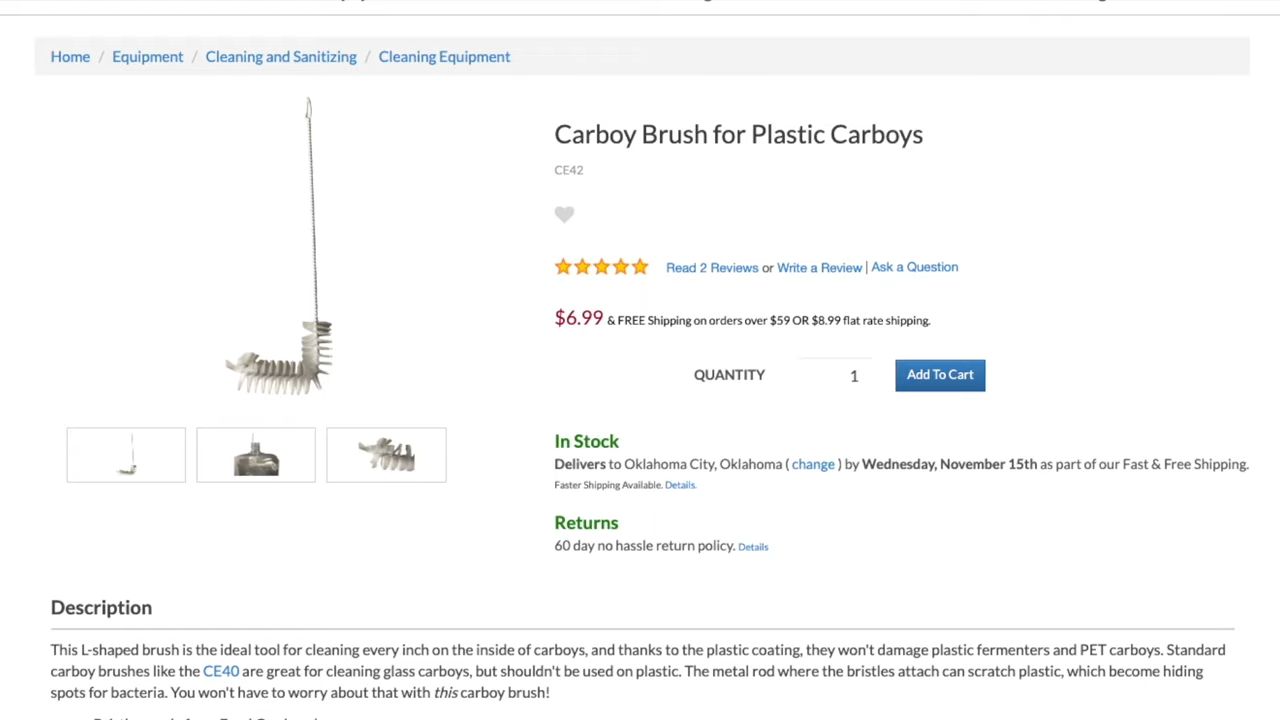 Home / Equipment / Cleaning and Sanitizing / Cleaning Equipment
Carboy Brush for Plastic Carboys
CE42
Read 2 Reviews or Write a Review | Ask a Question
$6.99 & FREE Shipping on orders over $59 OR $8.99 flat rate shipping.
QUANTITY 1 Add To Cart
In Stock
Delivers to Oklahoma City, Oklahoma ( change ) by Wednesday, November 15th as part of our Fast & Free Shipping.
Faster Shipping Available. Details.
Returns
60 day no hassle return policy. Details
Description
This L-shaped brush is the ideal tool for cleaning every inch on the inside of carboys, and thanks to the plastic coating, they won't damage plastic fermenters and PET carboys. Standard
carboy brushes like the CE40 are great for cleaning glass carboys, but shouldn't be used on plastic. The metal rod where the bristles attach can scratch plastic, which become hiding
spots for bacteria. You won't have to worry about that with this carboy brush!